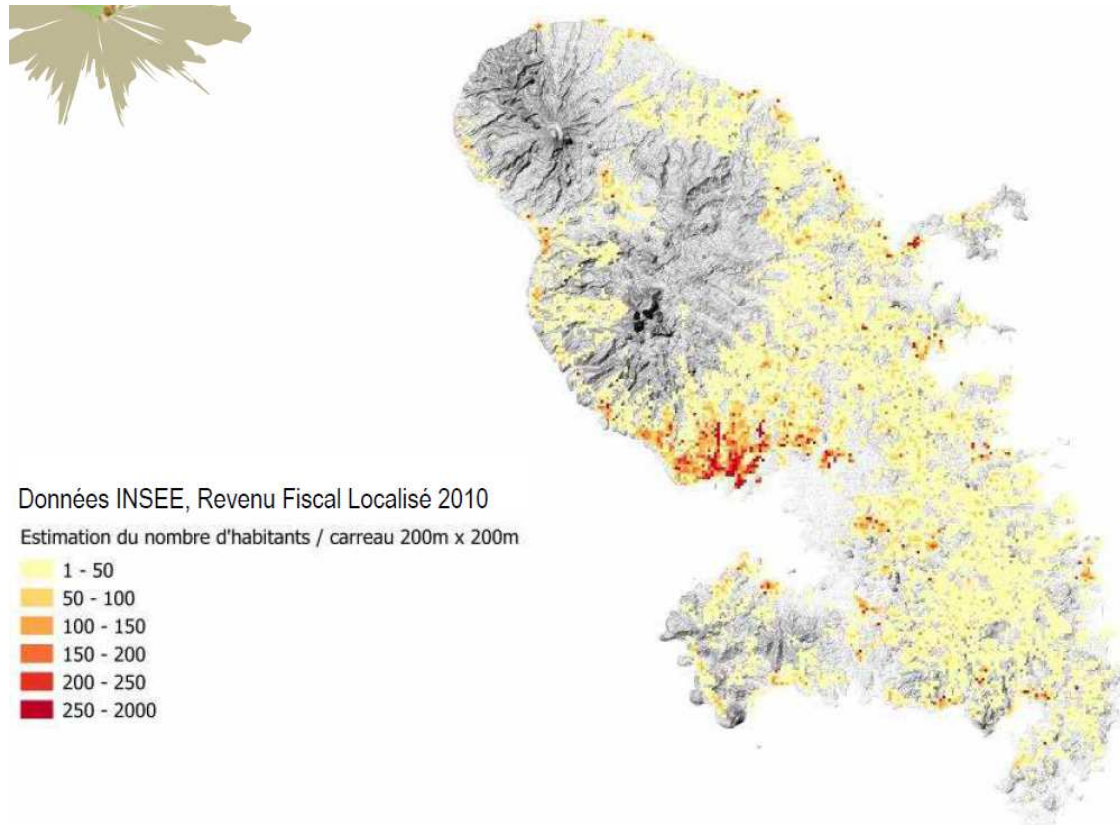 Données INSEE, Revenu Fiscal Localisé 2010
Estimation du nombre d'habitants / carreau 200m x 200m
1 - 50
50 - 100
100 - 150
150 - 200
200 - 250
250 - 2000